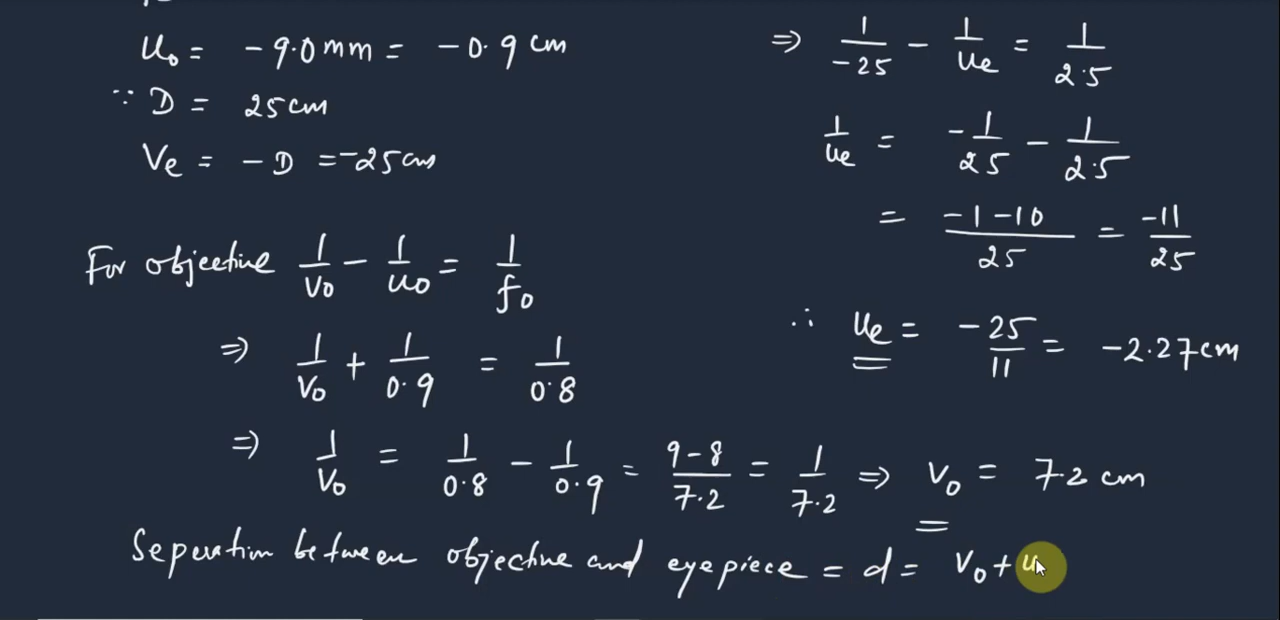 u₀ = - 9.0 mm = - 0.9 cm
∵ D = 25 cm
Ve = - D = -25 cm
For objective 1/v₀ - 1/u₀ = 1/f₀
⇒ 1/v₀ + 1/0.9 = 1/0.8
⇒ 1/v₀ = 1/0.8 - 1/0.9 = 9-8/7.2 = 1/7.2 ⇒ v₀ = 7.2 cm
Seperation between objective and eyepiece = d = v₀ + u
⇒ 1/-25 - 1/ue = 1/2.5
1/ue = -1/25 - 1/2.5
= -1-10/25 = -11/25
∴ ue = -25/11 = -2.27 cm